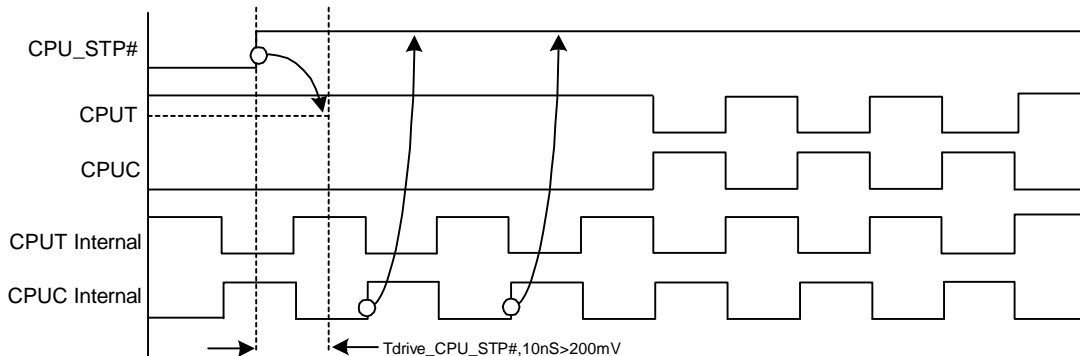 CPU_STP#
CPUT
CPUC
CPUT Internal
CPUC Internal
Tdrive_CPU_STP#,10nS>200mV